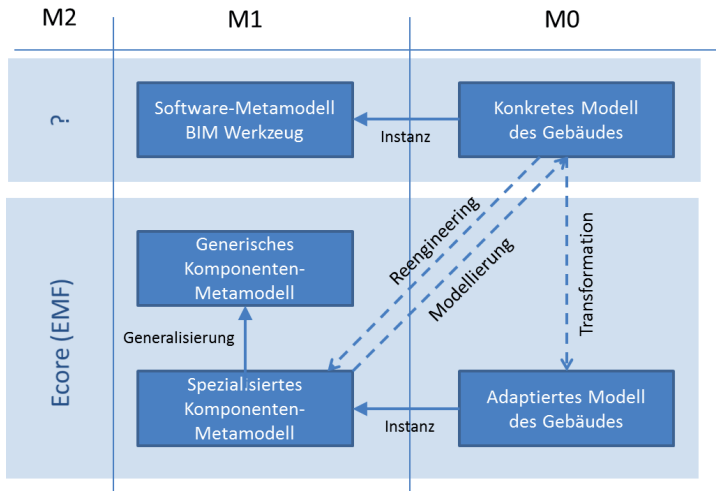 M2
M1
M0
?
Software-Metamodell
BIM Werkzeug
Instanz
Konkretes Modell
des Gebäudes
Ecore (EMF)
Generisches
Komponenten-
Metamodell
Generalisierung
Spezialisiertes
Komponenten-
Metamodell
Reengineering
Modellierung
Transformation
Instanz
Adaptiertes Modell
des Gebäudes